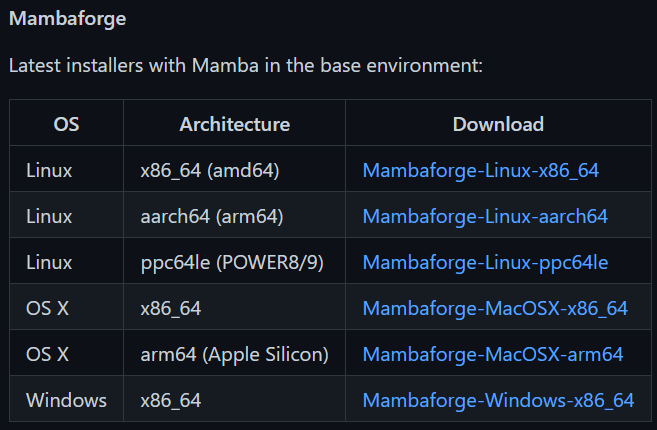 Mambaforge
Latest installers with Mamba in the base environment:
OS Architecture Download
Linux x86_64 (amd64) Mambaforge-Linux-x86_64
Linux aarch64 (arm64) Mambaforge-Linux-aarch64
Linux ppc64le (POWER8/9) Mambaforge-Linux-ppc64le
OS X x86_64 Mambaforge-MacOSX-x86_64
OS X arm64 (Apple Silicon) Mambaforge-MacOSX-arm64
Windows x86_64 Mambaforge-Windows-x86_64